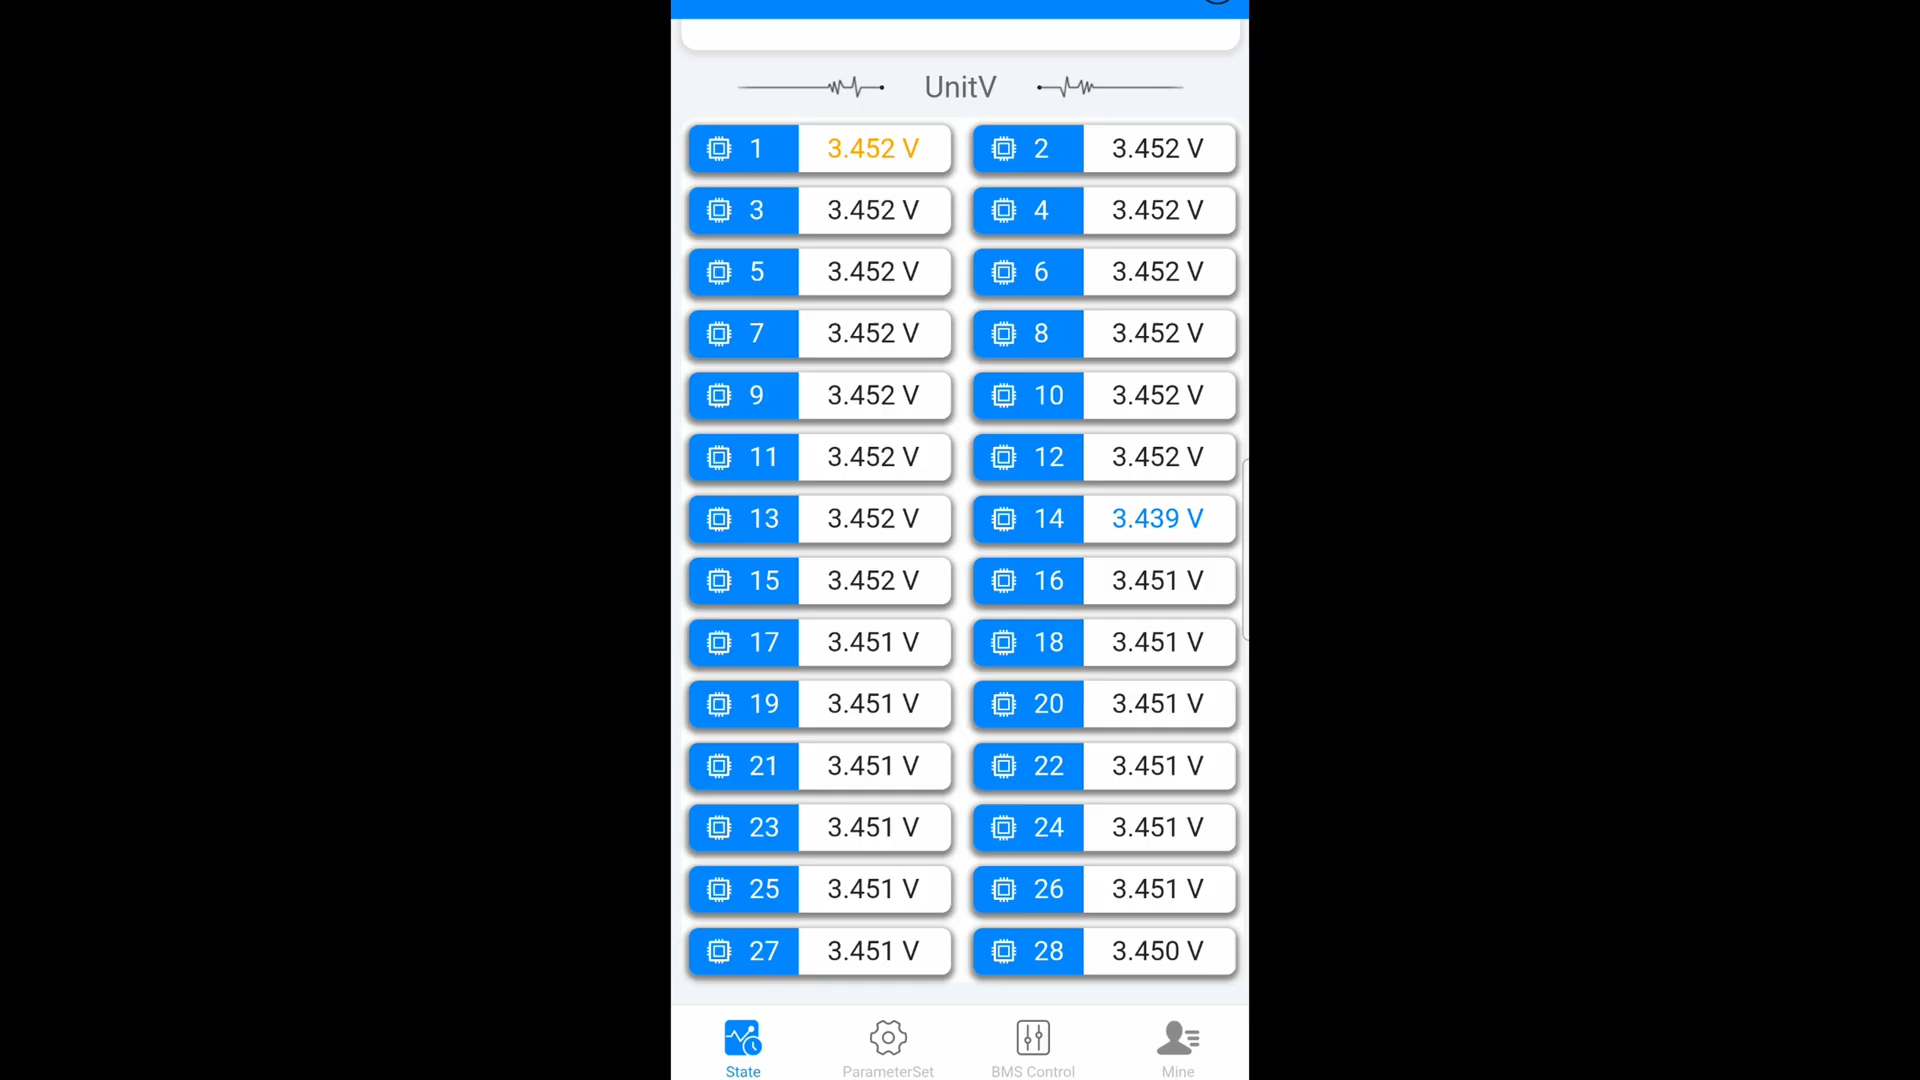 UnitV
1 3.452 V 2 3.452 V
3 3.452 V 4 3.452 V
5 3.452 V 6 3.452 V
7 3.452 V 8 3.452 V
9 3.452 V 10 3.452 V
11 3.452 V 12 3.452 V
13 3.452 V 14 3.439 V
15 3.452 V 16 3.451 V
17 3.451 V 18 3.451 V
19 3.451 V 20 3.451 V
21 3.451 V 22 3.451 V
23 3.451 V 24 3.451 V
25 3.451 V 26 3.451 V
27 3.451 V 28 3.450 V
State ParameterSet BMS Control Mine